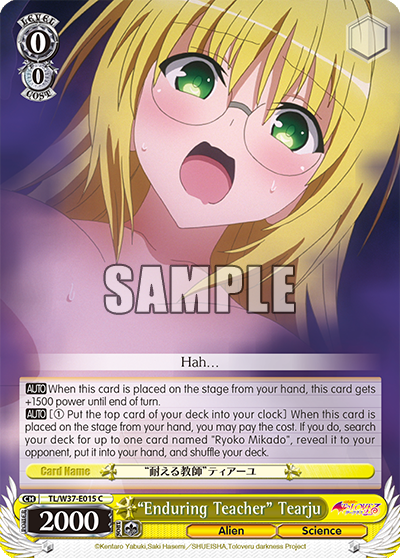 LEVEL
0
0
COST
SAMPLE
Hah…
AUTO When this card is placed on the stage from your hand, this card gets
+1500 power until end of turn.
AUTO [① Put the top card of your deck into your clock] When this card is
placed on the stage from your hand, you may pay the cost. If you do, search
your deck for up to one card named "Ryoko Mikado", reveal it to your
opponent, put it into your hand, and shuffle your deck.
Card Name
"耐える教師"ティアーユ
CH TL/W37-E015 C
"Enduring Teacher" Tearju
POWER
2000
Alien
Science
©Kentaro Yabuki,Saki Hasemi／SHUEISHA,Toloveru darkness Project